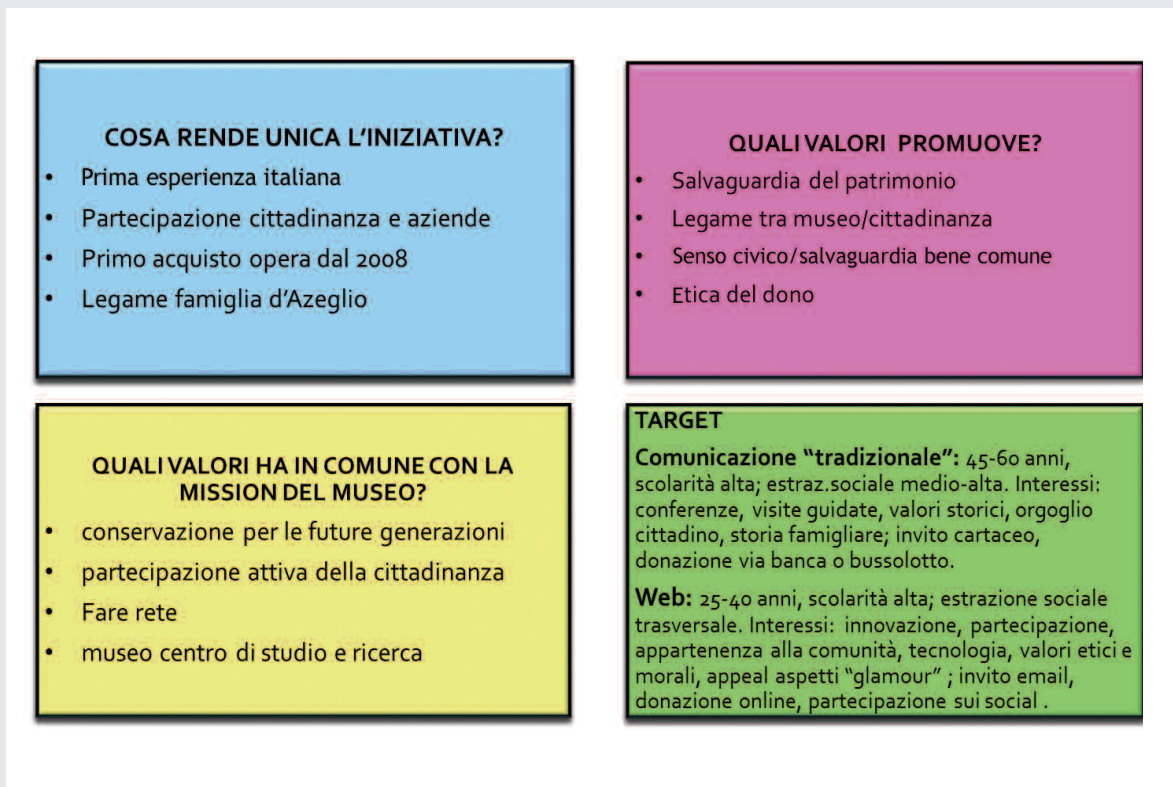 COSA RENDE UNICA L'INIZIATIVA?
• Prima esperienza italiana
• Partecipazione cittadinanza e aziende
• Primo acquisto opera dal 2008
• Legame famiglia d'Azeglio
QUALI VALORI PROMUOVE?
• Salvaguardia del patrimonio
• Legame tra museo/cittadinanza
• Senso civico/salvaguardia bene comune
• Etica del dono
QUALI VALORI HA IN COMUNE CON LA
MISSION DEL MUSEO?
• conservazione per le future generazioni
• partecipazione attiva della cittadinanza
• Fare rete
• museo centro di studio e ricerca
TARGET
Comunicazione "tradizionale": 45-60 anni,
scolarità alta; estraz.sociale medio-alta. Interessi:
conferenze, visite guidate, valori storici, orgoglio
cittadino, storia famigliare; invito cartaceo,
donazione via banca o bussolotto.
Web: 25-40 anni, scolarità alta; estrazione sociale
trasversale. Interessi: innovazione, partecipazione,
appartenenza alla comunità, tecnologia, valori etici e
morali, appeal aspetti "glamour" ; invito email,
donazione online, partecipazione sui social .